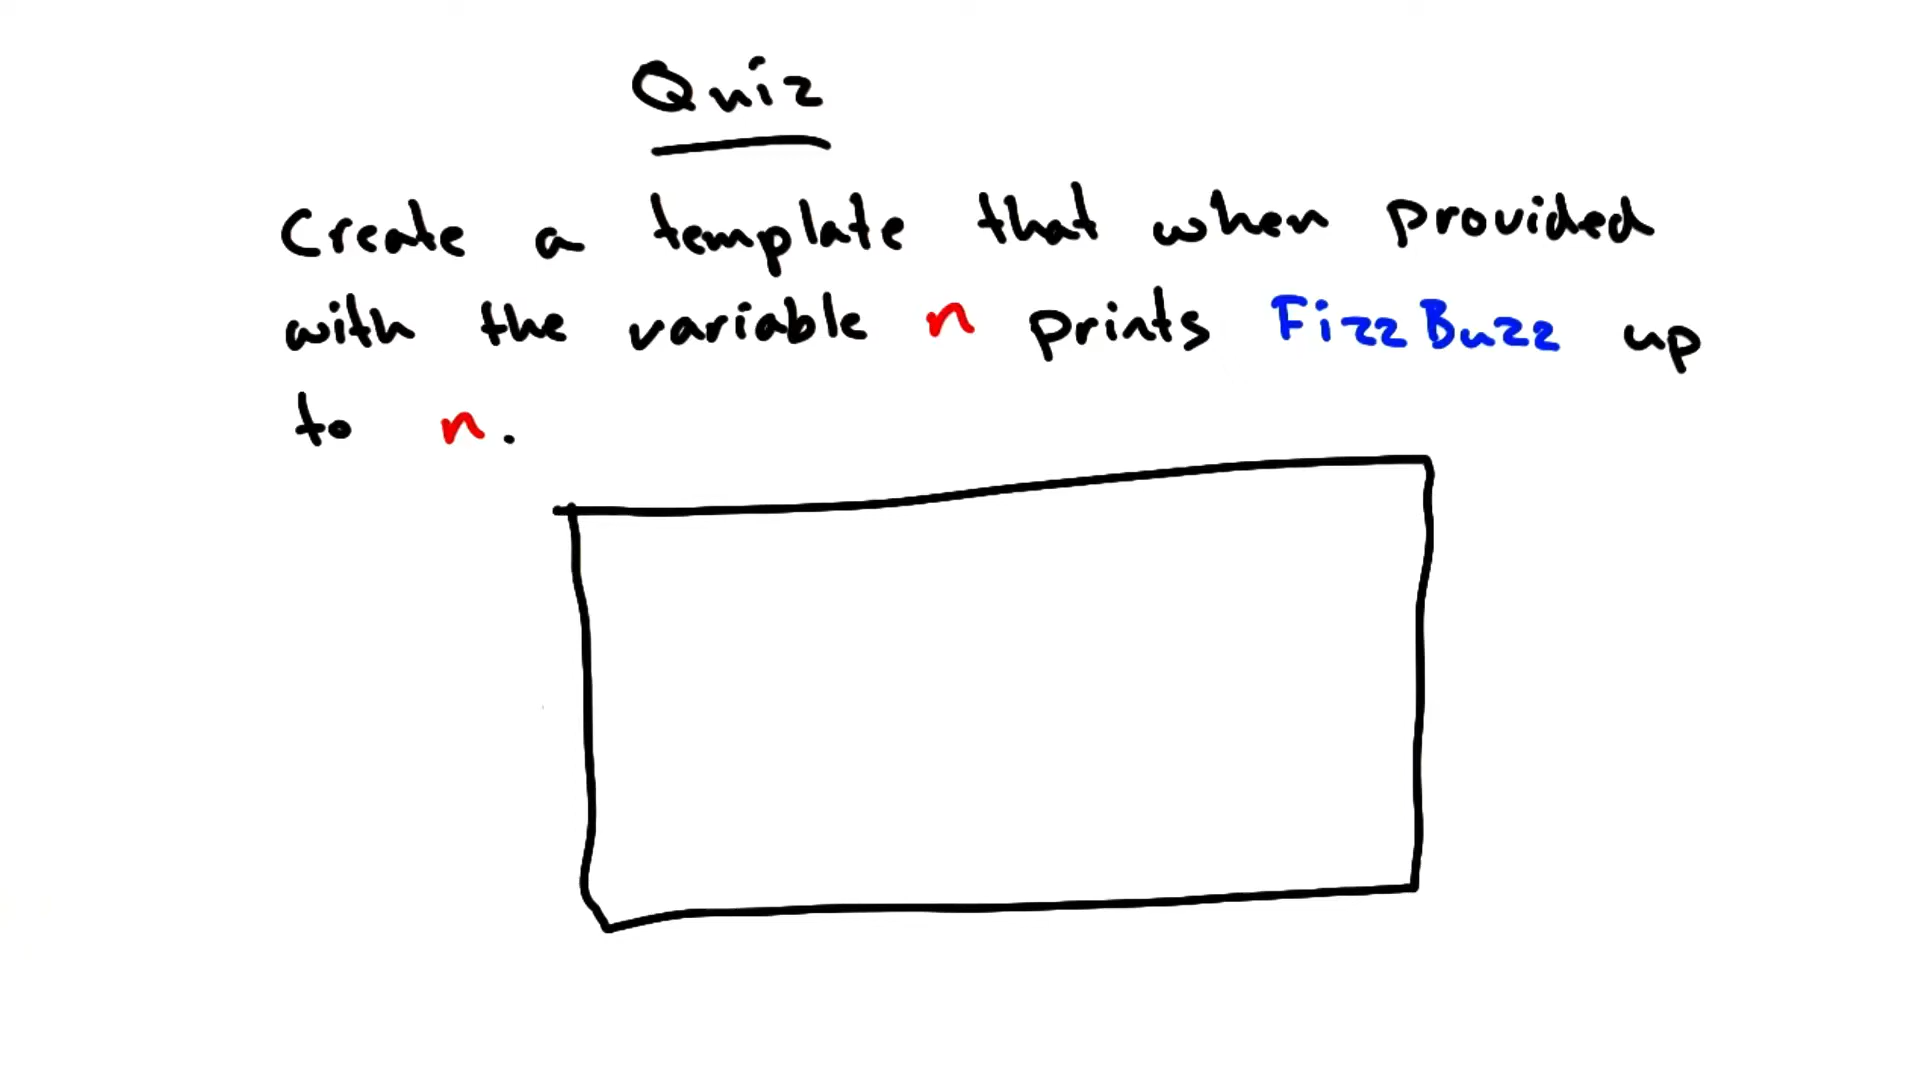 Quiz
Create a template that when provided
with the variable n prints FizzBuzz up
to n.